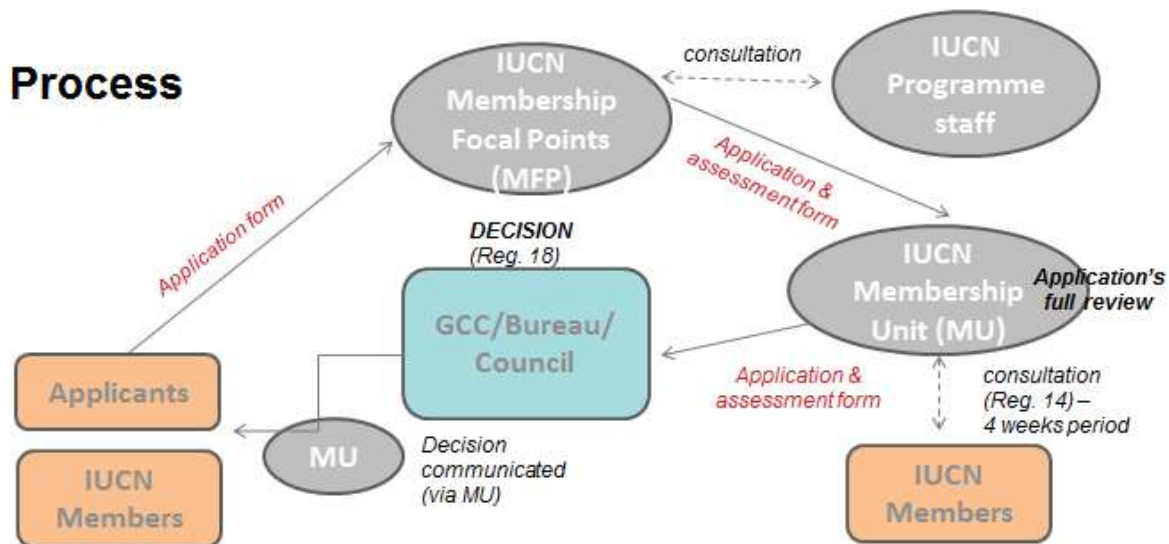 Process
IUCN
Membership
Focal Points
(MFP)
consultation
IUCN
Programme
staff
Application form
Application &
assessment form
DECISION
(Reg. 18)
GCC/Bureau/
Council
IUCN
Membership
Unit (MU)
Application's
full review
Applicants
Application &
assessment form
consultation
(Reg. 14) –
4 weeks period
MU
Decision
communicated
(via MU)
IUCN
Members
IUCN
Members